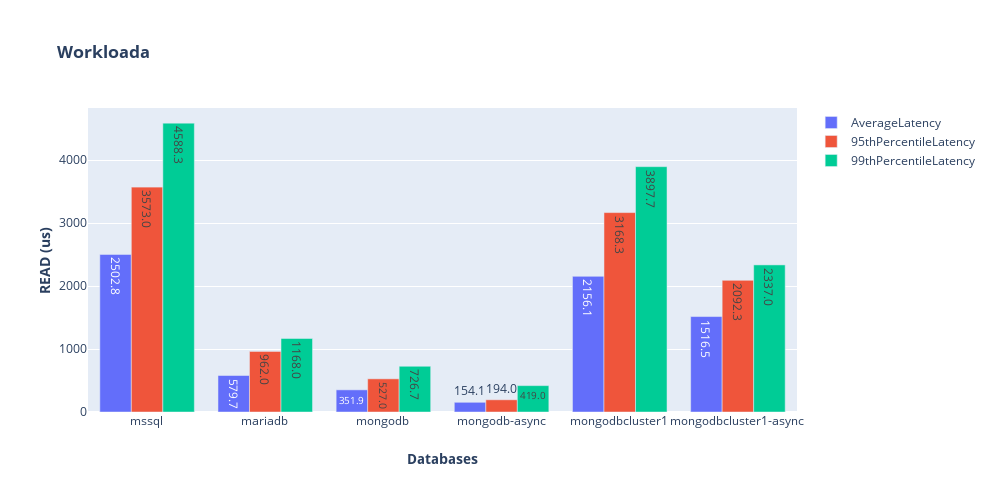 Workloada
AverageLatency
95thPercentileLatency
99thPercentileLatency
READ (us)
4000
3000
2000
1000
0
2502.8
3573.0
4588.3
579.7
962.0
1168.0
351.9
527.0
726.7
154.1
194.0
419.0
2156.1
3168.3
3897.7
1516.5
2092.3
2337.0
mssql
mariadb
mongodb
mongodb-async
mongodbcluster1
mongodbcluster1-async
Databases